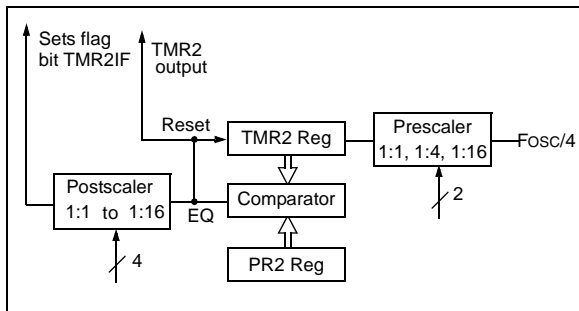 Sets flag
bit TMR2IF
TMR2
output
Reset
TMR2 Reg
Prescaler
1:1, 1:4, 1:16
FOSC/4
2
Postscaler
1:1 to 1:16
EQ
Comparator
4
PR2 Reg